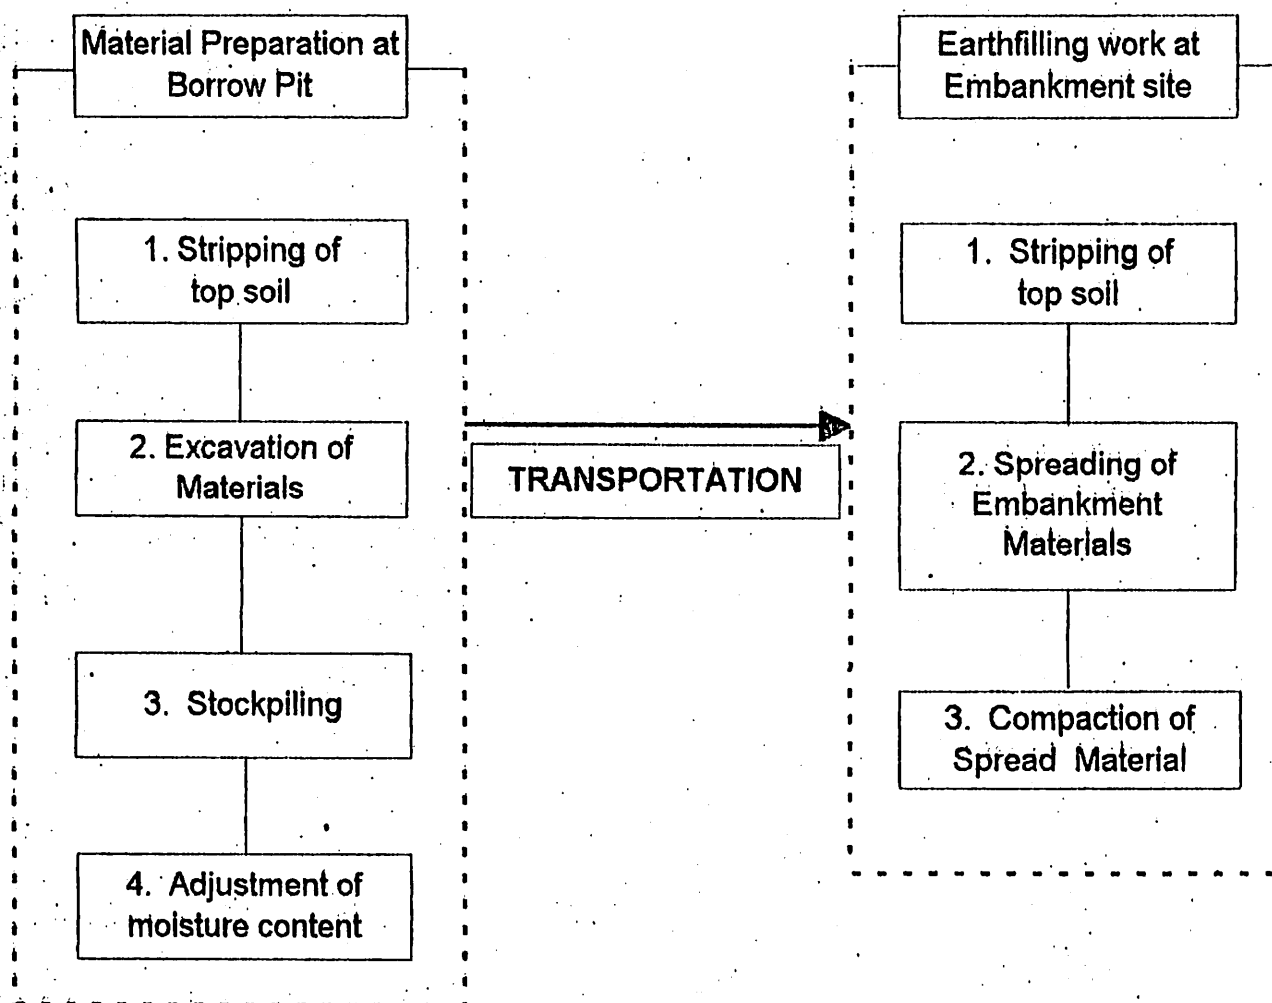 Material Preparation at
Borrow Pit
1. Stripping of
top soil
2. Excavation of
Materials
3. Stockpiling
4. Adjustment of
moisture content
TRANSPORTATION
Earthfilling work at
Embankment site
1. Stripping of
top soil
2. Spreading of
Embankment
Materials
3. Compaction of
Spread Material